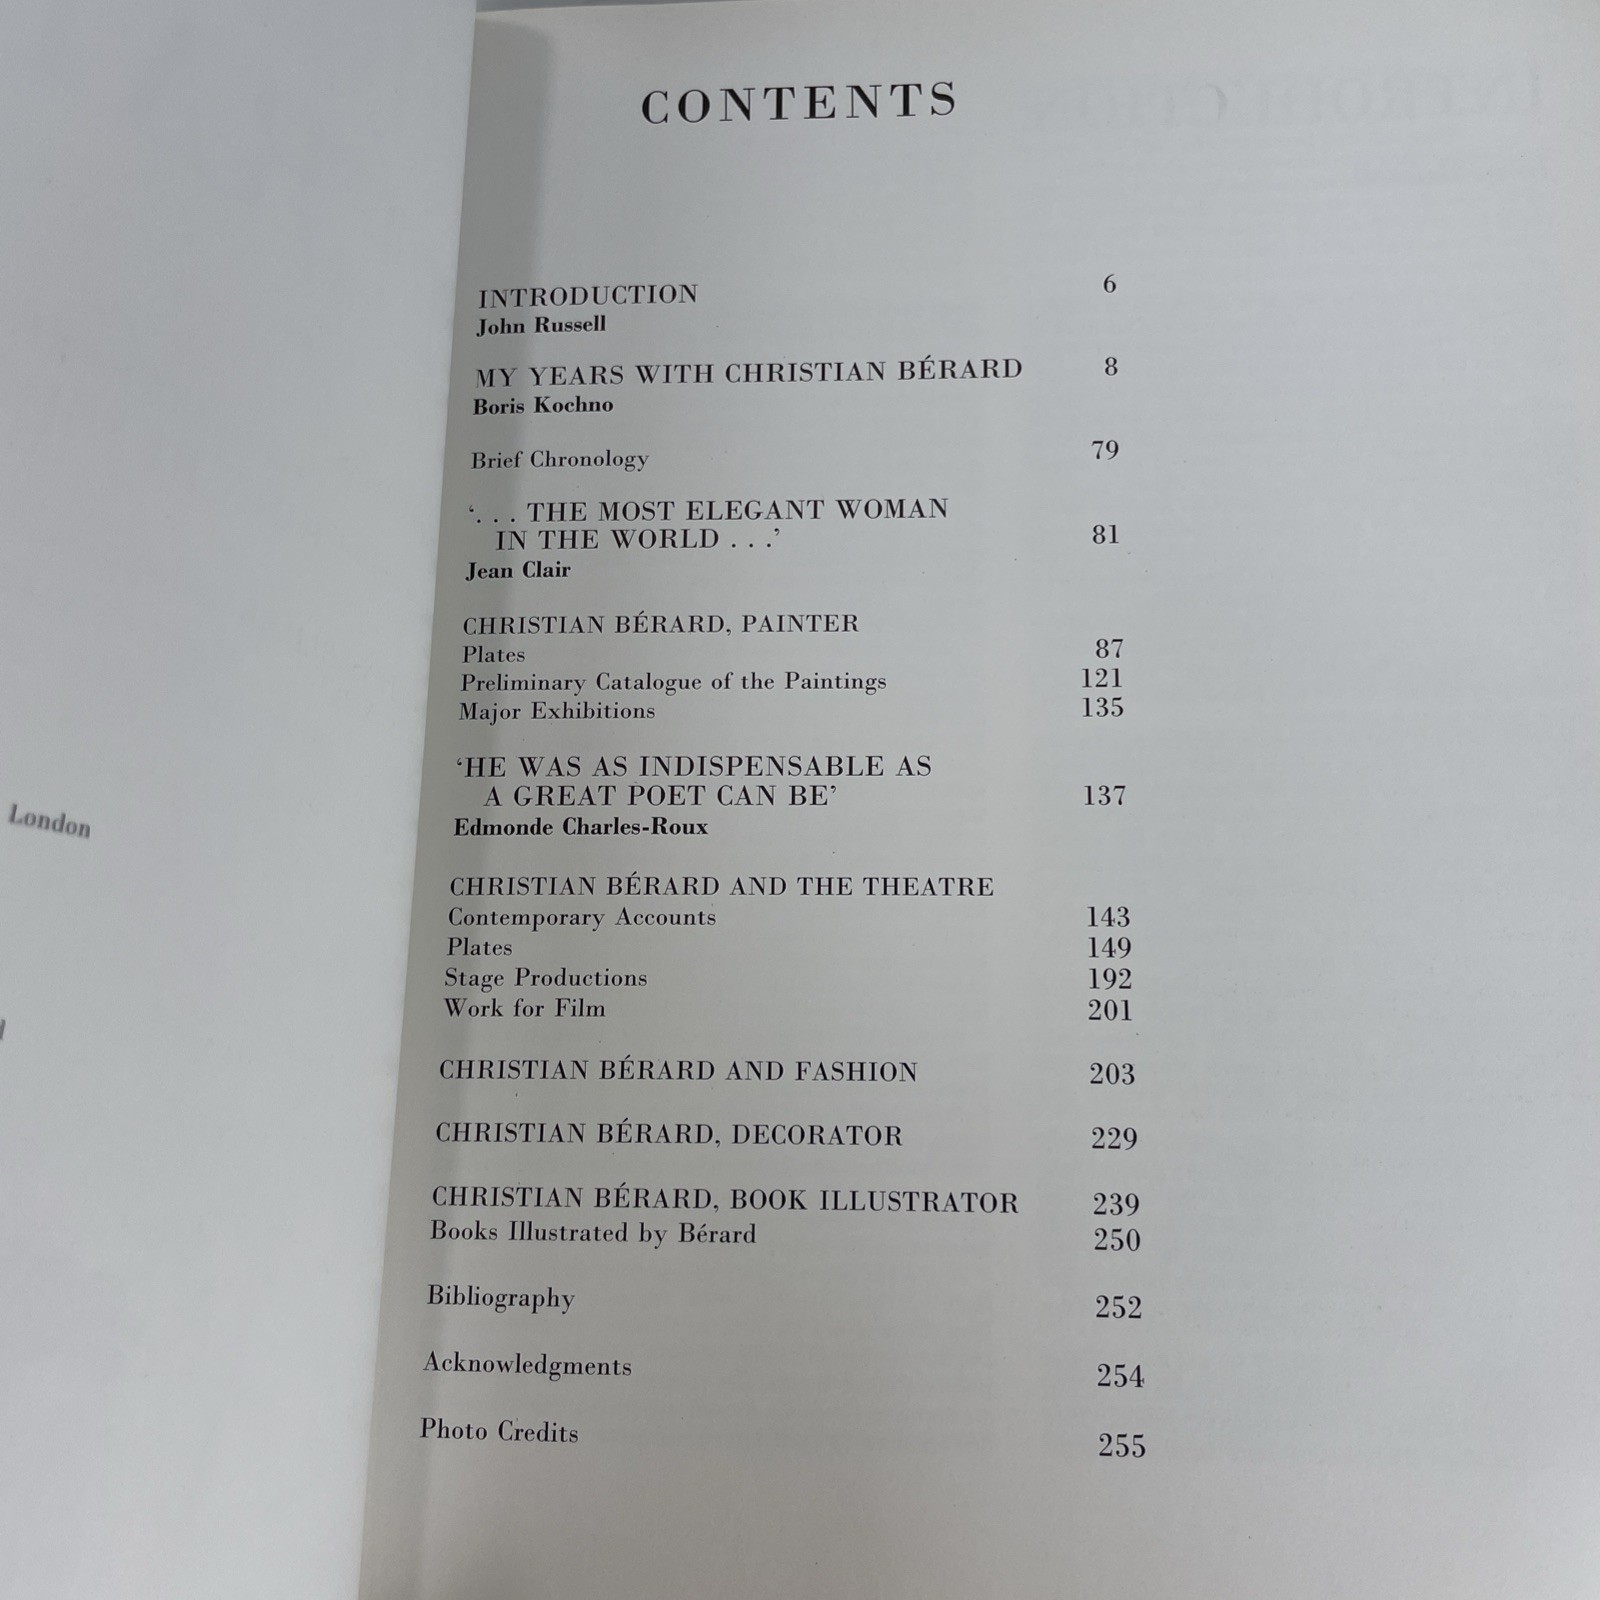 London
CONTENTS
INTRODUCTION 6
John Russell
MY YEARS WITH CHRISTIAN BÉRARD 8
Boris Kochno
Brief Chronology 79
‘. . . THE MOST ELEGANT WOMAN
IN THE WORLD . . .’ 81
Jean Clair
CHRISTIAN BÉRARD, PAINTER
Plates 87
Preliminary Catalogue of the Paintings 121
Major Exhibitions 135
‘HE WAS AS INDISPENSABLE AS
A GREAT POET CAN BE’ 137
Edmonde Charles-Roux
CHRISTIAN BÉRARD AND THE THEATRE
Contemporary Accounts 143
Plates 149
Stage Productions 192
Work for Film 201
CHRISTIAN BÉRARD AND FASHION 203
CHRISTIAN BÉRARD, DECORATOR 229
CHRISTIAN BÉRARD, BOOK ILLUSTRATOR 239
Books Illustrated by Bérard 250
Bibliography 252
Acknowledgments 254
Photo Credits 255